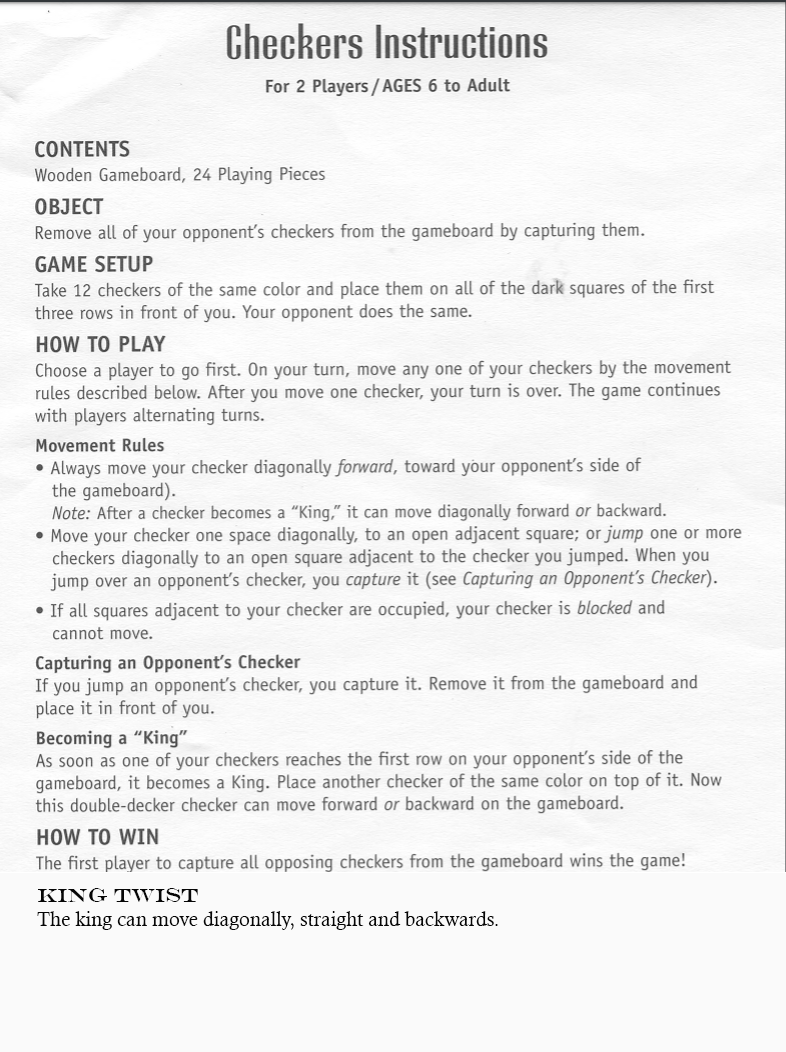 Checkers Instructions
For 2 Players/AGES 6 to Adult
CONTENTS
Wooden Gameboard, 24 Playing Pieces
OBJECT
Remove all of your opponent's checkers from the gameboard by capturing them.
GAME SETUP
Take 12 checkers of the same color and place them on all of the dark squares of the first
three rows in front of you. Your opponent does the same.
HOW TO PLAY
Choose a player to go first. On your turn, move any one of your checkers by the movement
rules described below. After you move one checker, your turn is over. The game continues
with players alternating turns.
Movement Rules
• Always move your checker diagonally forward, toward your opponent's side of
the gameboard).
Note: After a checker becomes a “King,” it can move diagonally forward or backward.
• Move your checker one space diagonally, to an open adjacent square; or jump one or more
checkers diagonally to an open square adjacent to the checker you jumped. When you
jump over an opponent's checker, you capture it (see Capturing an Opponent's Checker).
• If all squares adjacent to your checker are occupied, your checker is blocked and
cannot move.
Capturing an Opponent's Checker
If you jump an opponent's checker, you capture it. Remove it from the gameboard and
place it in front of you.
Becoming a “King”
As soon as one of your checkers reaches the first row on your opponent's side of the
gameboard, it becomes a King. Place another checker of the same color on top of it. Now
this double-decker checker can move forward or backward on the gameboard.
HOW TO WIN
The first player to capture all opposing checkers from the gameboard wins the game!
KING TWIST
The king can move diagonally, straight and backwards.